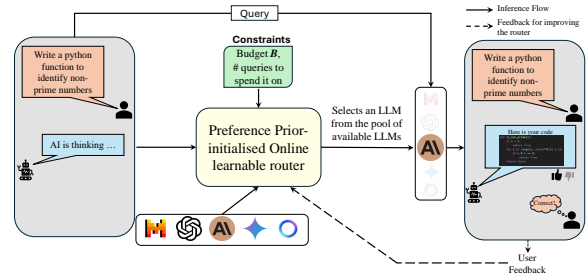 Query
Inference Flow
Feedback for improving
the router
Write a python
function to
identify non-
prime numbers
AI is thinking ...
Constraints
Budget B,
# queries to
spend it on
Preference Prior-
initialised Online
learnable router
Selects an LLM
from the pool of
available LLMs
Write a python
function to
identify non-
prime numbers
Here is your code
Correct!
User
Feedback